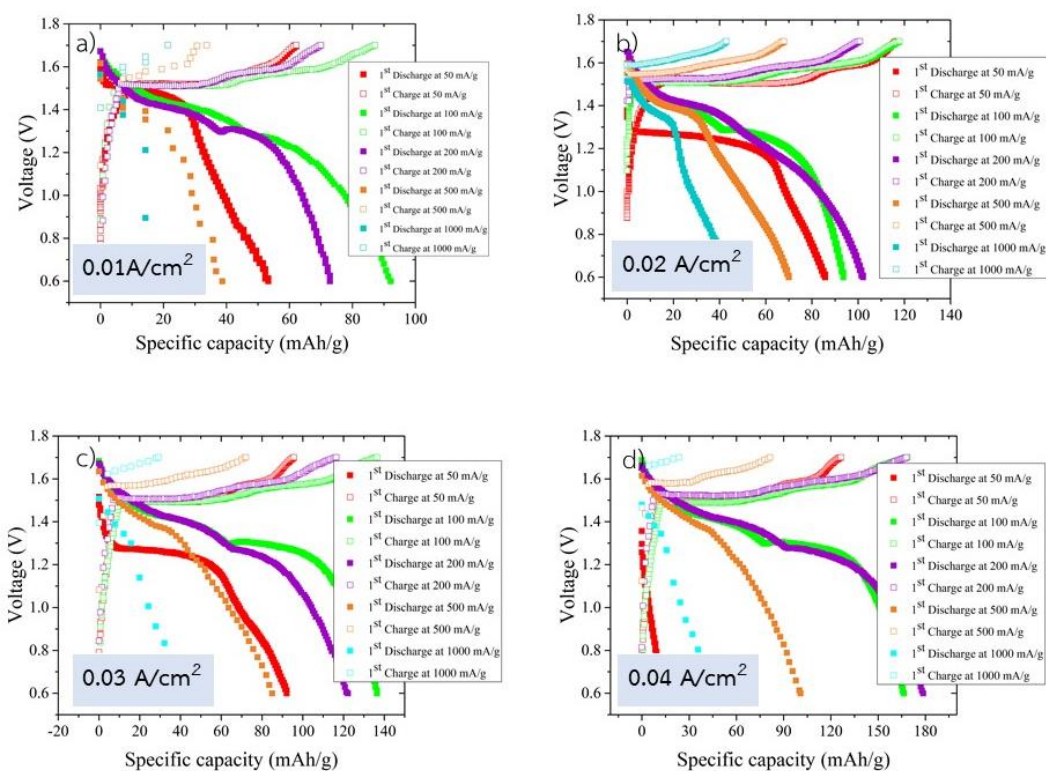 a)
Voltage (V)
1.8
1.6
1.4
1.2
1.0
0.8
0.6
1st Discharge at 50 mA/g
1st Charge at 50 mA/g
1st Discharge at 100 mA/g
1st Charge at 100 mA/g
1st Discharge at 200 mA/g
1st Charge at 200 mA/g
1st Discharge at 500 mA/g
1st Charge at 500 mA/g
1st Discharge at 1000 mA/g
1st Charge at 1000 mA/g
0.01A/cm2
-20 0 20 40 60 80 100
Specific capacity (mAh/g)
b)
Voltage (V)
1.8
1.6
1.4
1.2
1.0
0.8
0.6
1st Discharge at 50 mA/g
1st Charge at 50 mA/g
1st Discharge at 100 mA/g
1st Charge at 100 mA/g
1st Discharge at 200 mA/g
1st Charge at 200 mA/g
1st Discharge at 500 mA/g
1st Charge at 500 mA/g
1st Discharge at 1000 mA/g
1st Charge at 1000 mA/g
0.02 A/cm2
-20 0 20 40 60 80 100 120 140
Specific capacity (mAh/g)
c)
Voltage (V)
1.8
1.6
1.4
1.2
1.0
0.8
0.6
1st Discharge at 50 mA/g
1st Charge at 50 mA/g
1st Discharge at 100 mA/g
1st Charge at 100 mA/g
1st Discharge at 200 mA/g
1st Charge at 200 mA/g
1st Discharge at 500 mA/g
1st Charge at 500 mA/g
1st Discharge at 1000 mA/g
1st Charge at 1000 mA/g
0.03 A/cm2
-20 0 20 40 60 80 100 120 140
Specific capacity (mAh/g)
d)
Voltage (V)
1.8
1.6
1.4
1.2
1.0
0.8
0.6
1st Discharge at 50 mA/g
1st Charge at 50 mA/g
1st Discharge at 100 mA/g
1st Charge at 100 mA/g
1st Discharge at 200 mA/g
1st Charge at 200 mA/g
1st Discharge at 500 mA/g
1st Charge at 500 mA/g
1st Discharge at 1000 mA/g
1st Charge at 1000 mA/g
0.04 A/cm2
-30 0 30 60 90 120 150 180
Specific capacity (mAh/g)